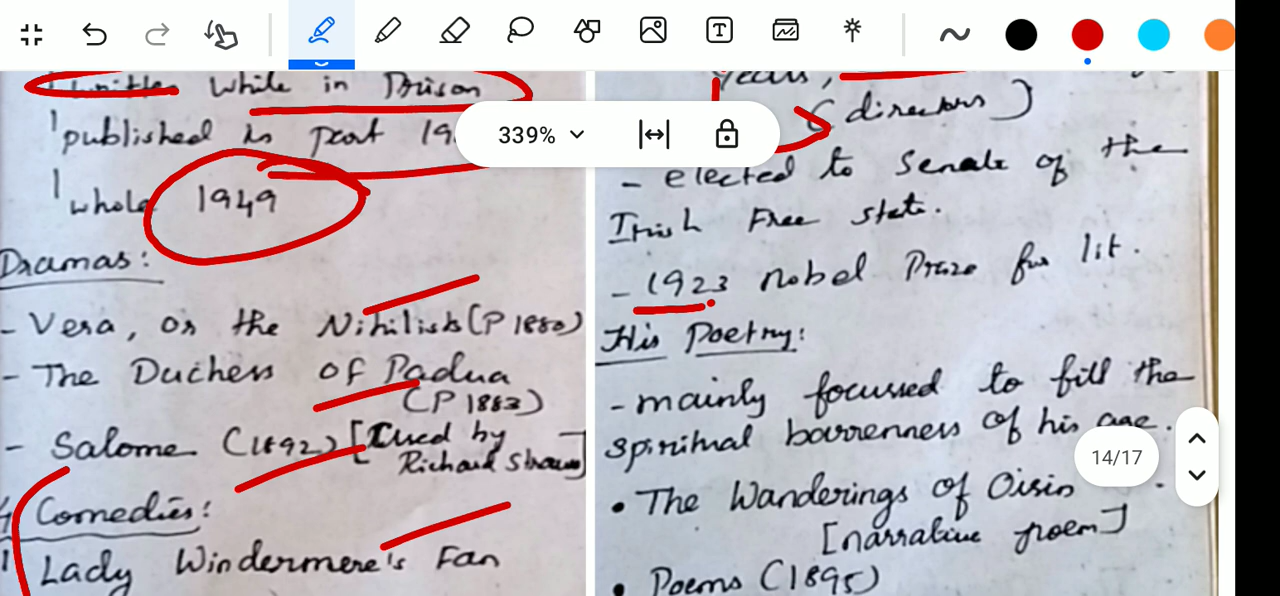 written while in Prison
published in part 19
whole 1949
Dramas:
- Vera, or the Nihilists (P 1880)
- The Duchess of Padua
(P 1883)
- Salome (1892) [Used by
Richard Strauss]
4 Comedies:
Lady Windermere's Fan
339%
years,
(directors)
- elected to Senate of the
Irish Free State.
- 1923 Nobel Prize for lit.
His Poetry:
- mainly focussed to fill the
spiritual barrenness of his age.
• The Wanderings of Oisin
[narrative poem]
• Poems (1895)
14/17